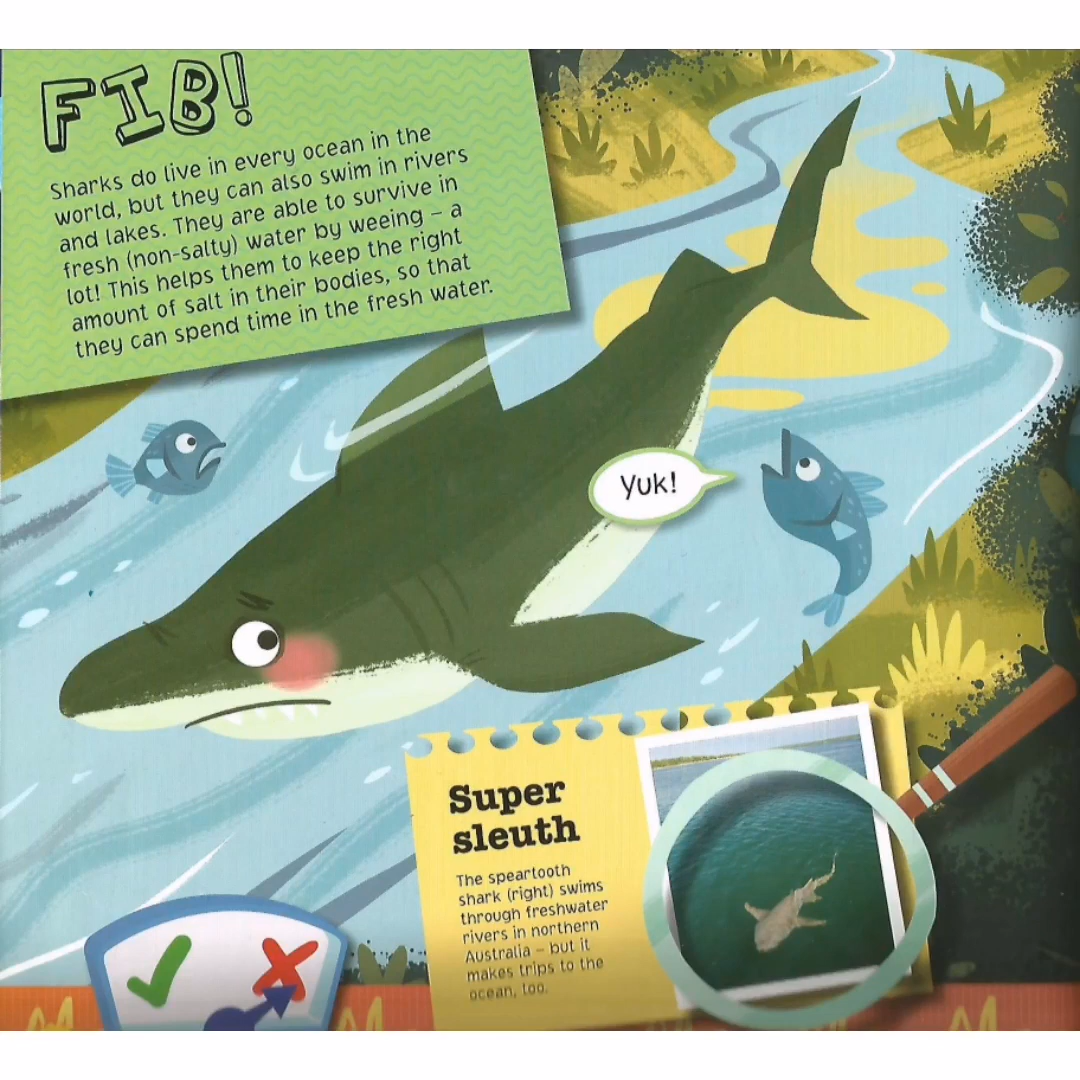 FIB!
Sharks do live in every ocean in the
world, but they can also swim in rivers
and lakes. They are able to survive in
fresh (non-salty) water by weeing – a
lot! This helps them to keep the right
amount of salt in their bodies, so that
they can spend time in the fresh water.
Yuk!
Super
sleuth
The speartooth
shark (right) swims
through freshwater
rivers in northern
Australia – but it
makes trips to the
ocean, too.